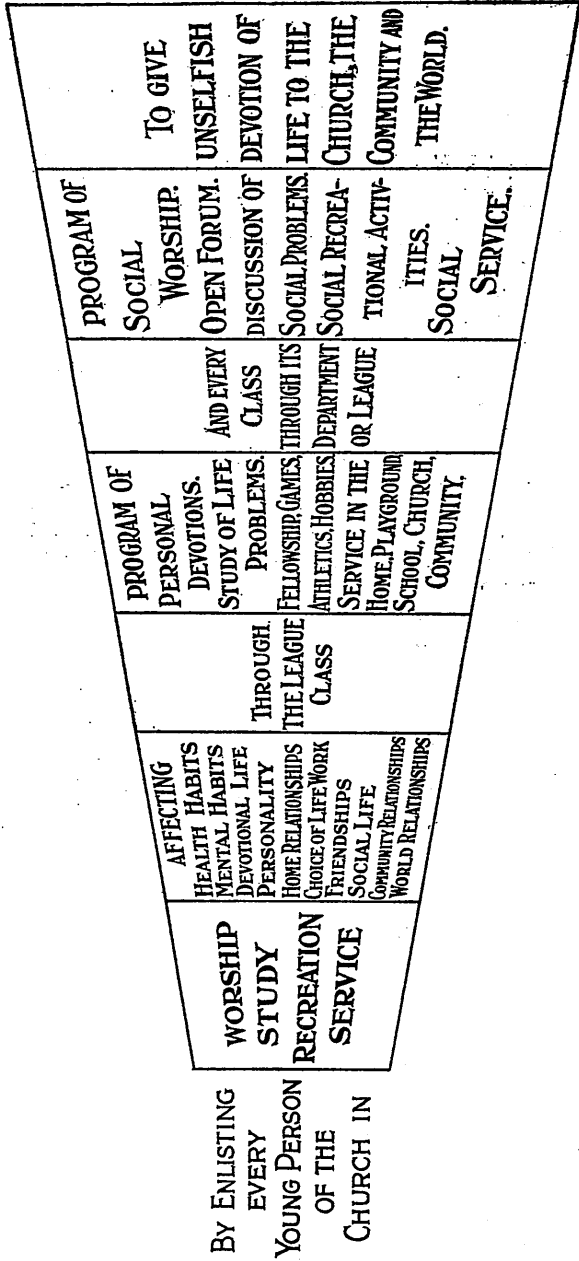 BY ENLISTING
EVERY
YOUNG PERSON
OF THE
CHURCH IN
WORSHIP
STUDY
RECREATION
SERVICE
AFFECTING
HEALTH HABITS
MENTAL HABITS
DEVOTIONAL LIFE
PERSONALITY
HOME RELATIONSHIPS
CHOICE OF LIFE WORK
FRIENDSHIPS
SOCIAL LIFE
COMMUNITY RELATIONSHIPS
WORLD RELATIONSHIPS
THROUGH
THE LEAGUE
CLASS
PROGRAM OF
PERSONAL
DEVOTIONS.
STUDY OF LIFE
PROBLEMS.
FELLOWSHIP, GAMES,
ATHLETICS, HOBBIES.
SERVICE IN THE
HOME, PLAYGROUND,
SCHOOL, CHURCH,
COMMUNITY.
AND EVERY
CLASS
THROUGH ITS
DEPARTMENT
OR LEAGUE
PROGRAM OF
SOCIAL
WORSHIP.
OPEN FORUM.
DISCUSSION OF
SOCIAL PROBLEMS.
SOCIAL RECREA-
TIONAL ACTIV-
ITIES.
SOCIAL
SERVICE.
TO GIVE
UNSELFISH
DEVOTION OF
LIFE TO THE
CHURCH, THE
COMMUNITY AND
THE WORLD.